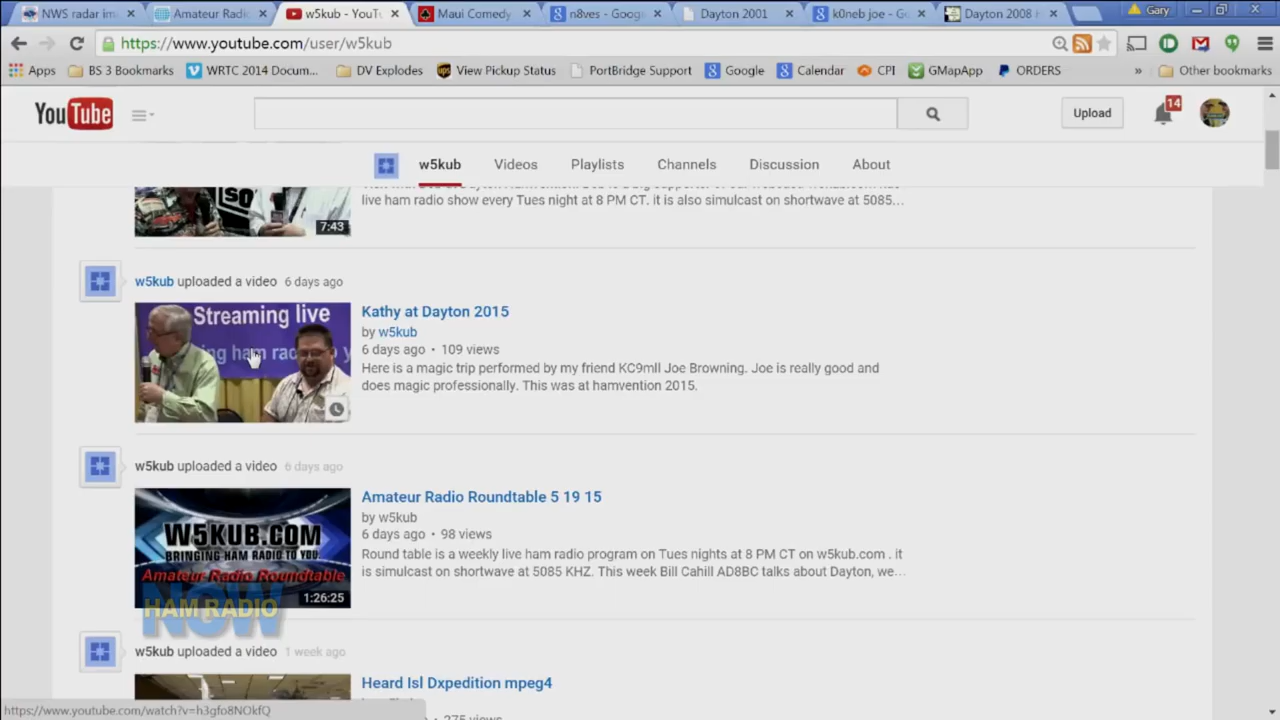 NWS radar im
Amateur Radio
w5kub - YouTu
Maui Comedy
n8ves - Goog
Dayton 2001
k0neb joe - Go
Dayton 2008
Gary
https://www.youtube.com/user/w5kub
Apps
BS 3 Bookmarks
WRTC 2014 Docum...
DV Explodes
View Pickup Status
PortBridge Support
Google
Calendar
CPI
GMapApp
ORDERS
»
Other bookmarks
YouTube
Upload
14
w5kub
Videos
Playlists
Channels
Discussion
About
live ham radio show every Tues night at 8 PM CT. it is also simulcast on shortwave at 5085...
7:43
w5kub uploaded a video 6 days ago
Streaming live
ing ham rad
Kathy at Dayton 2015
by w5kub
6 days ago • 109 views
Here is a magic trip performed by my friend KC9mll Joe Browning. Joe is really good and
does magic professionally. This was at hamvention 2015.
w5kub uploaded a video 6 days ago
W5KUB.COM
BRINGING HAM RADIO TO YOU
Amateur Radio Roundtable
1:26:25
Amateur Radio Roundtable 5 19 15
by w5kub
6 days ago • 98 views
Round table is a weekly live ham radio program on Tues nights at 8 PM CT on w5kub.com . it
is simulcast on shortwave at 5085 KHZ. This week Bill Cahill AD8BC talks about Dayton, we...
HAM RADIO
NOW
w5kub uploaded a video 1 week ago
Heard Isl Dxpedition mpeg4
275 views
https://www.youtube.com/watch?v=h3gfo8NOkfQ